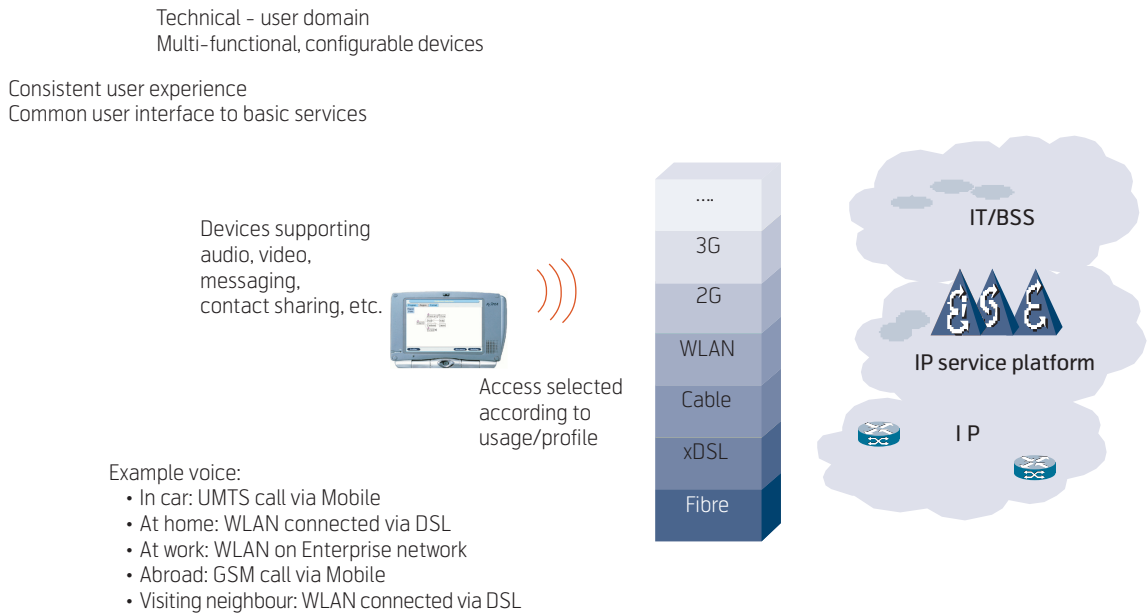 Technical - user domain
Multi-functional, configurable devices
Consistent user experience
Common user interface to basic services
Devices supporting
audio, video,
messaging,
contact sharing, etc.
Access selected
according to
usage/profile
Example voice:
• In car: UMTS call via Mobile
• At home: WLAN connected via DSL
• At work: WLAN on Enterprise network
• Abroad: GSM call via Mobile
• Visiting neighbour: WLAN connected via DSL
....
3G
2G
WLAN
Cable
xDSL
Fibre
IT/BSS
IP service platform
I P